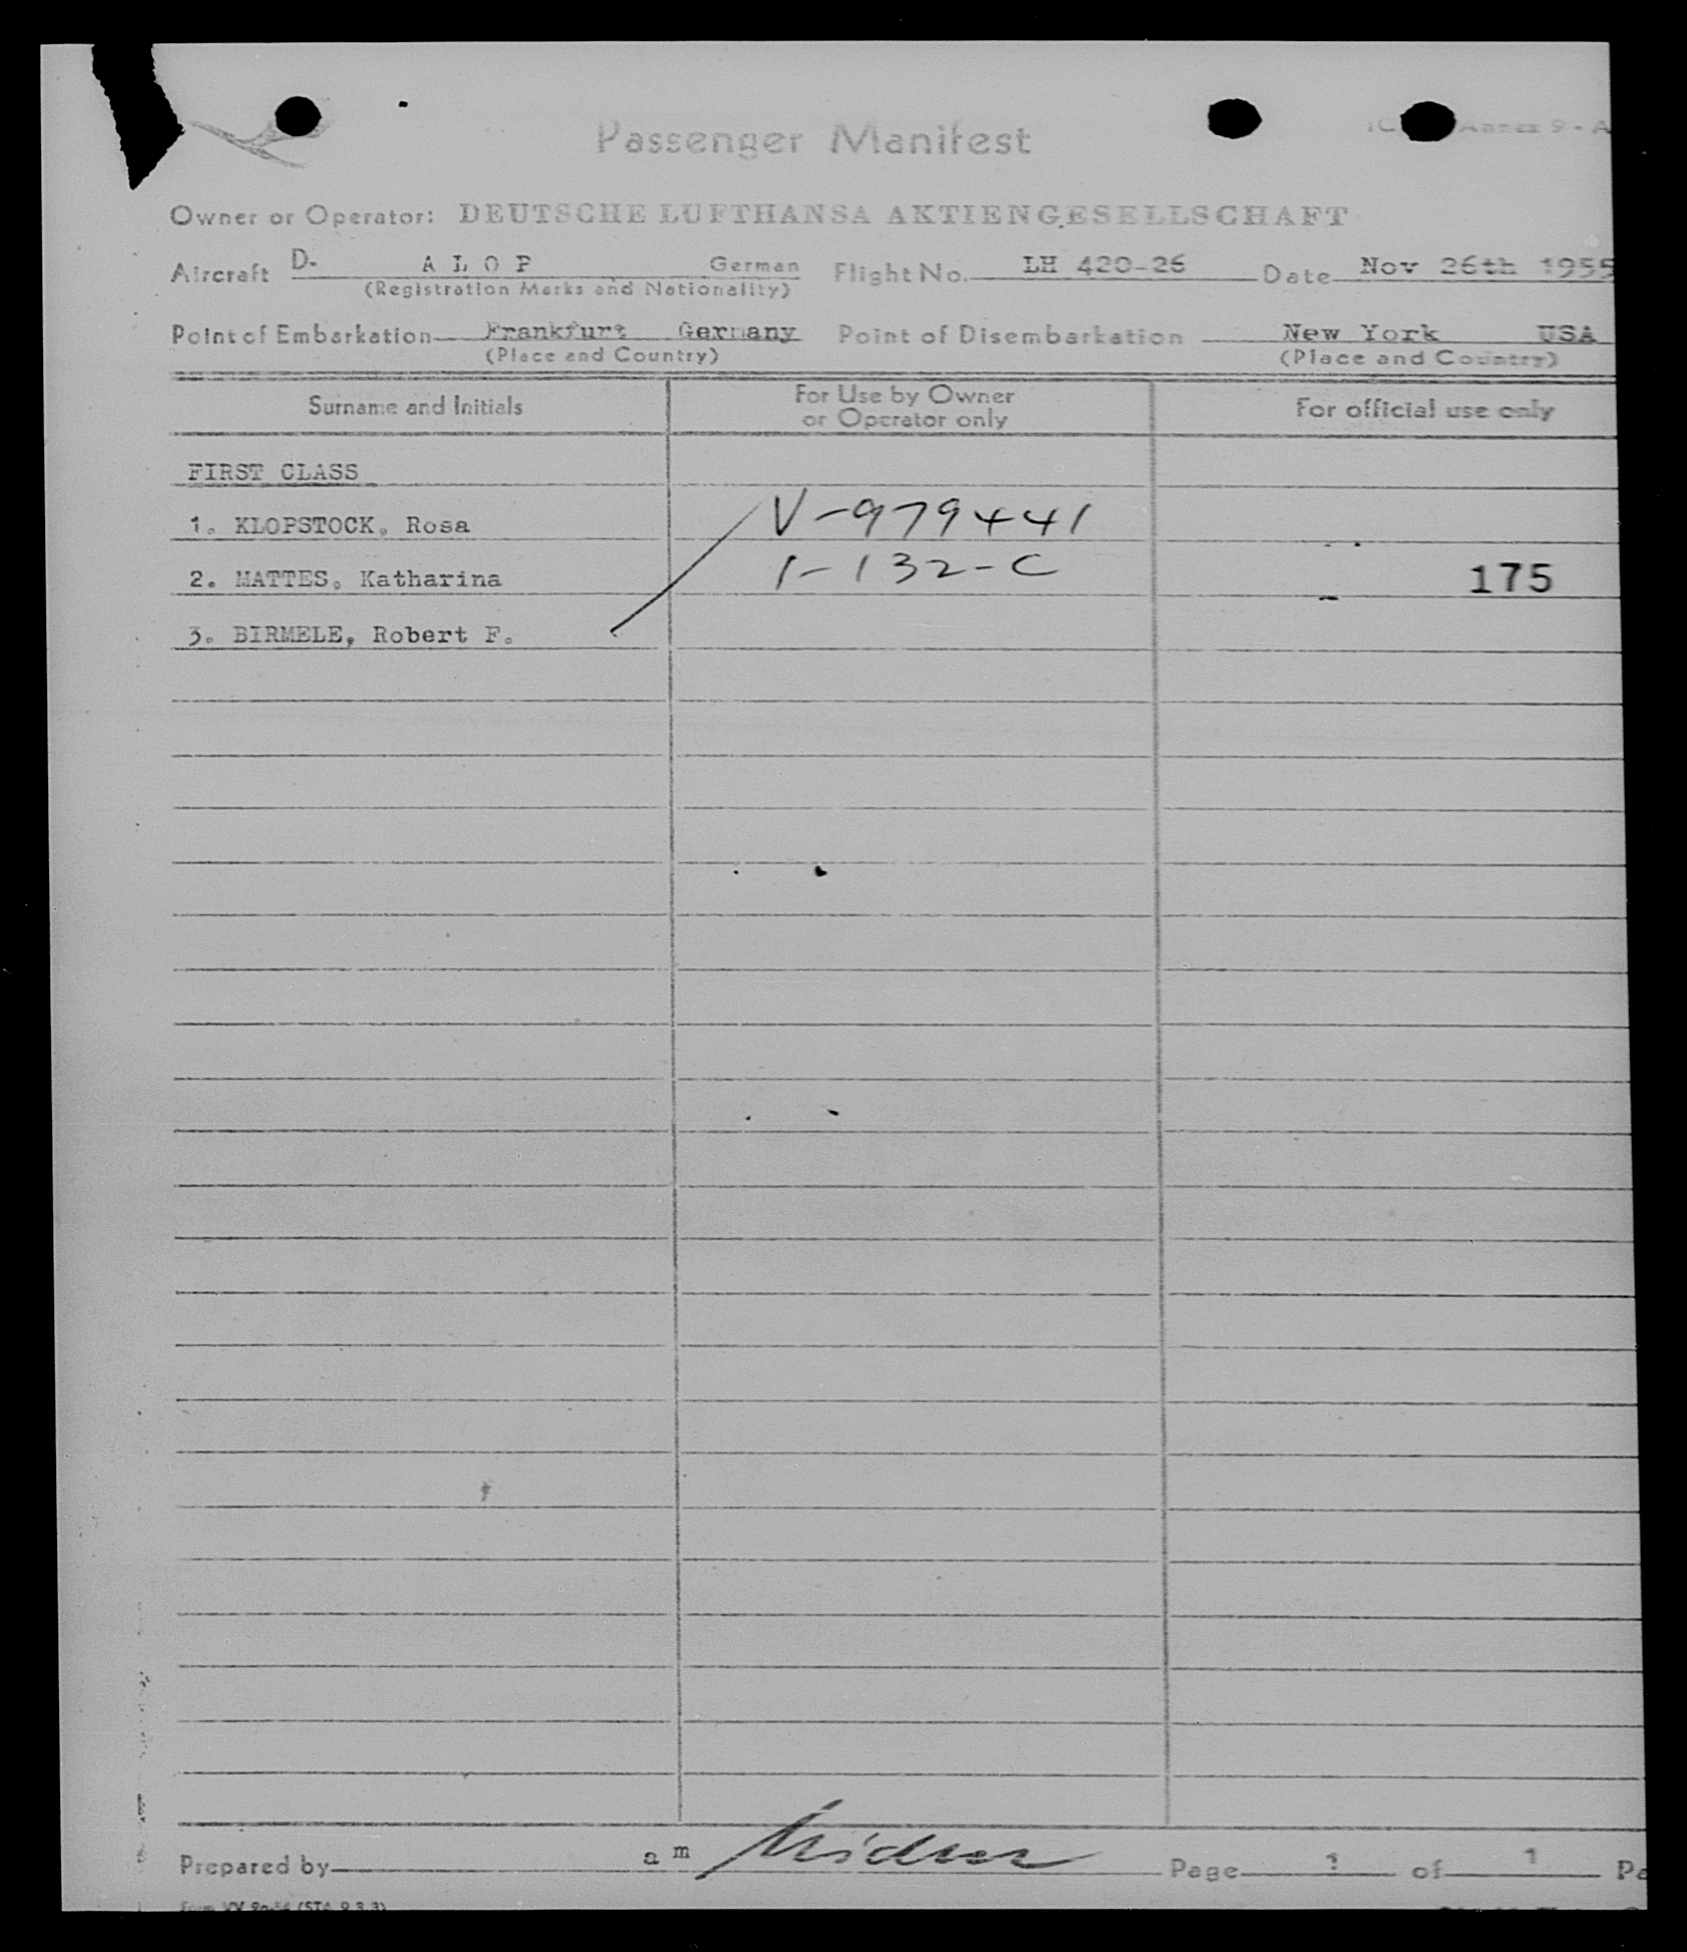 Passenger Manifest
Annex 9 - A
Owner or Operator: DEUTSCHE LUFTHANSA AKTIENGESELLSCHAFT
Aircraft D- A L O P German Flight No. LH 420-26 Date Nov 26th 1955
(Registration Marks and Nationality)
Point of Embarkation Frankfurt Germany Point of Disembarkation New York USA
(Place and Country) (Place and Country)
Surname and Initials For Use by Owner or Operator only For official use only
FIRST CLASS
1. KLOPSTOCK, Rosa V-979441
2. MATTES, Katharina 1-132-C 175
3. BIRMELE, Robert F.
Prepared by am Page 1 of 1